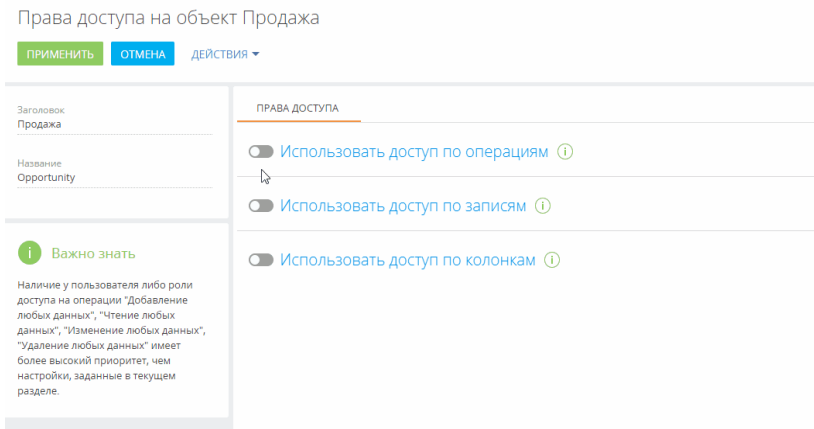 Права доступа на объект Продажа
ПРИМЕНИТЬ
ОТМЕНА
ДЕЙСТВИЯ
Заголовок
Продажа
Название
Opportunity
Важно знать
Наличие у пользователя либо роли
доступа на операции "Добавление
любых данных", "Чтение любых
данных", "Изменение любых данных",
"Удаление любых данных" имеет
более высокий приоритет, чем
настройки, заданные в текущем
разделе.
ПРАВА ДОСТУПА
Использовать доступ по операциям
Использовать доступ по записям
Использовать доступ по колонкам